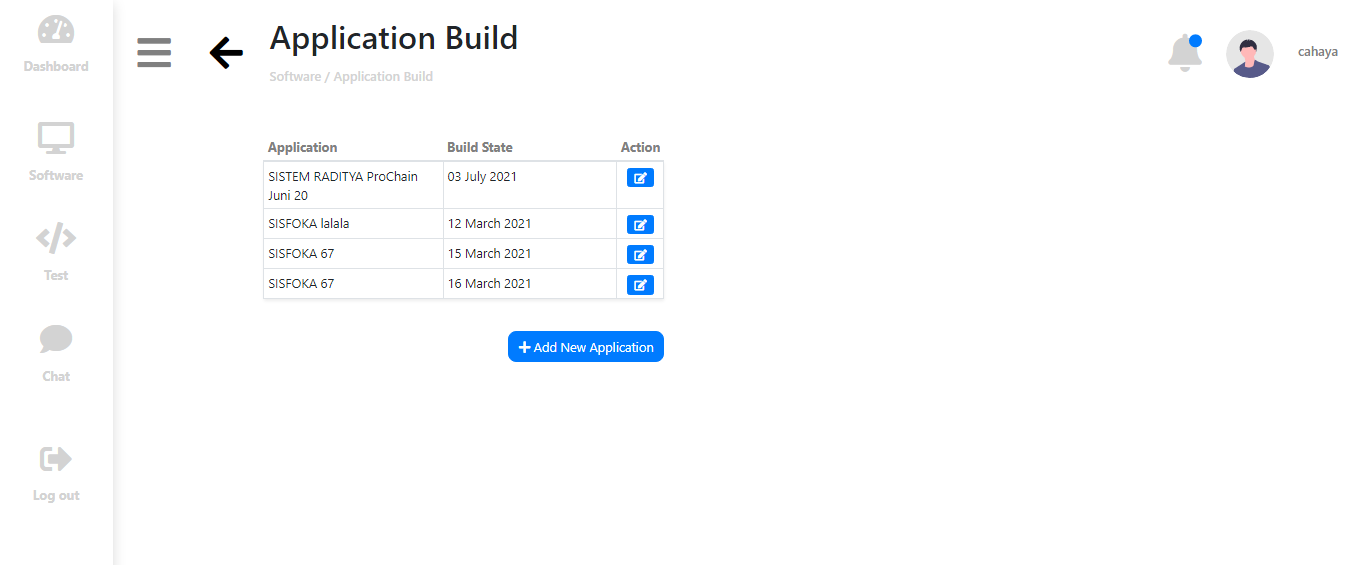 Dashboard
Software
Test
Chat
Log out
Application Build
Software / Application Build
cahaya
Application Build State Action
SISTEM RADITYA ProChain 03 July 2021
Juni 20
SISFOKA lalala 12 March 2021
SISFOKA 67 15 March 2021
SISFOKA 67 16 March 2021
Add New Application